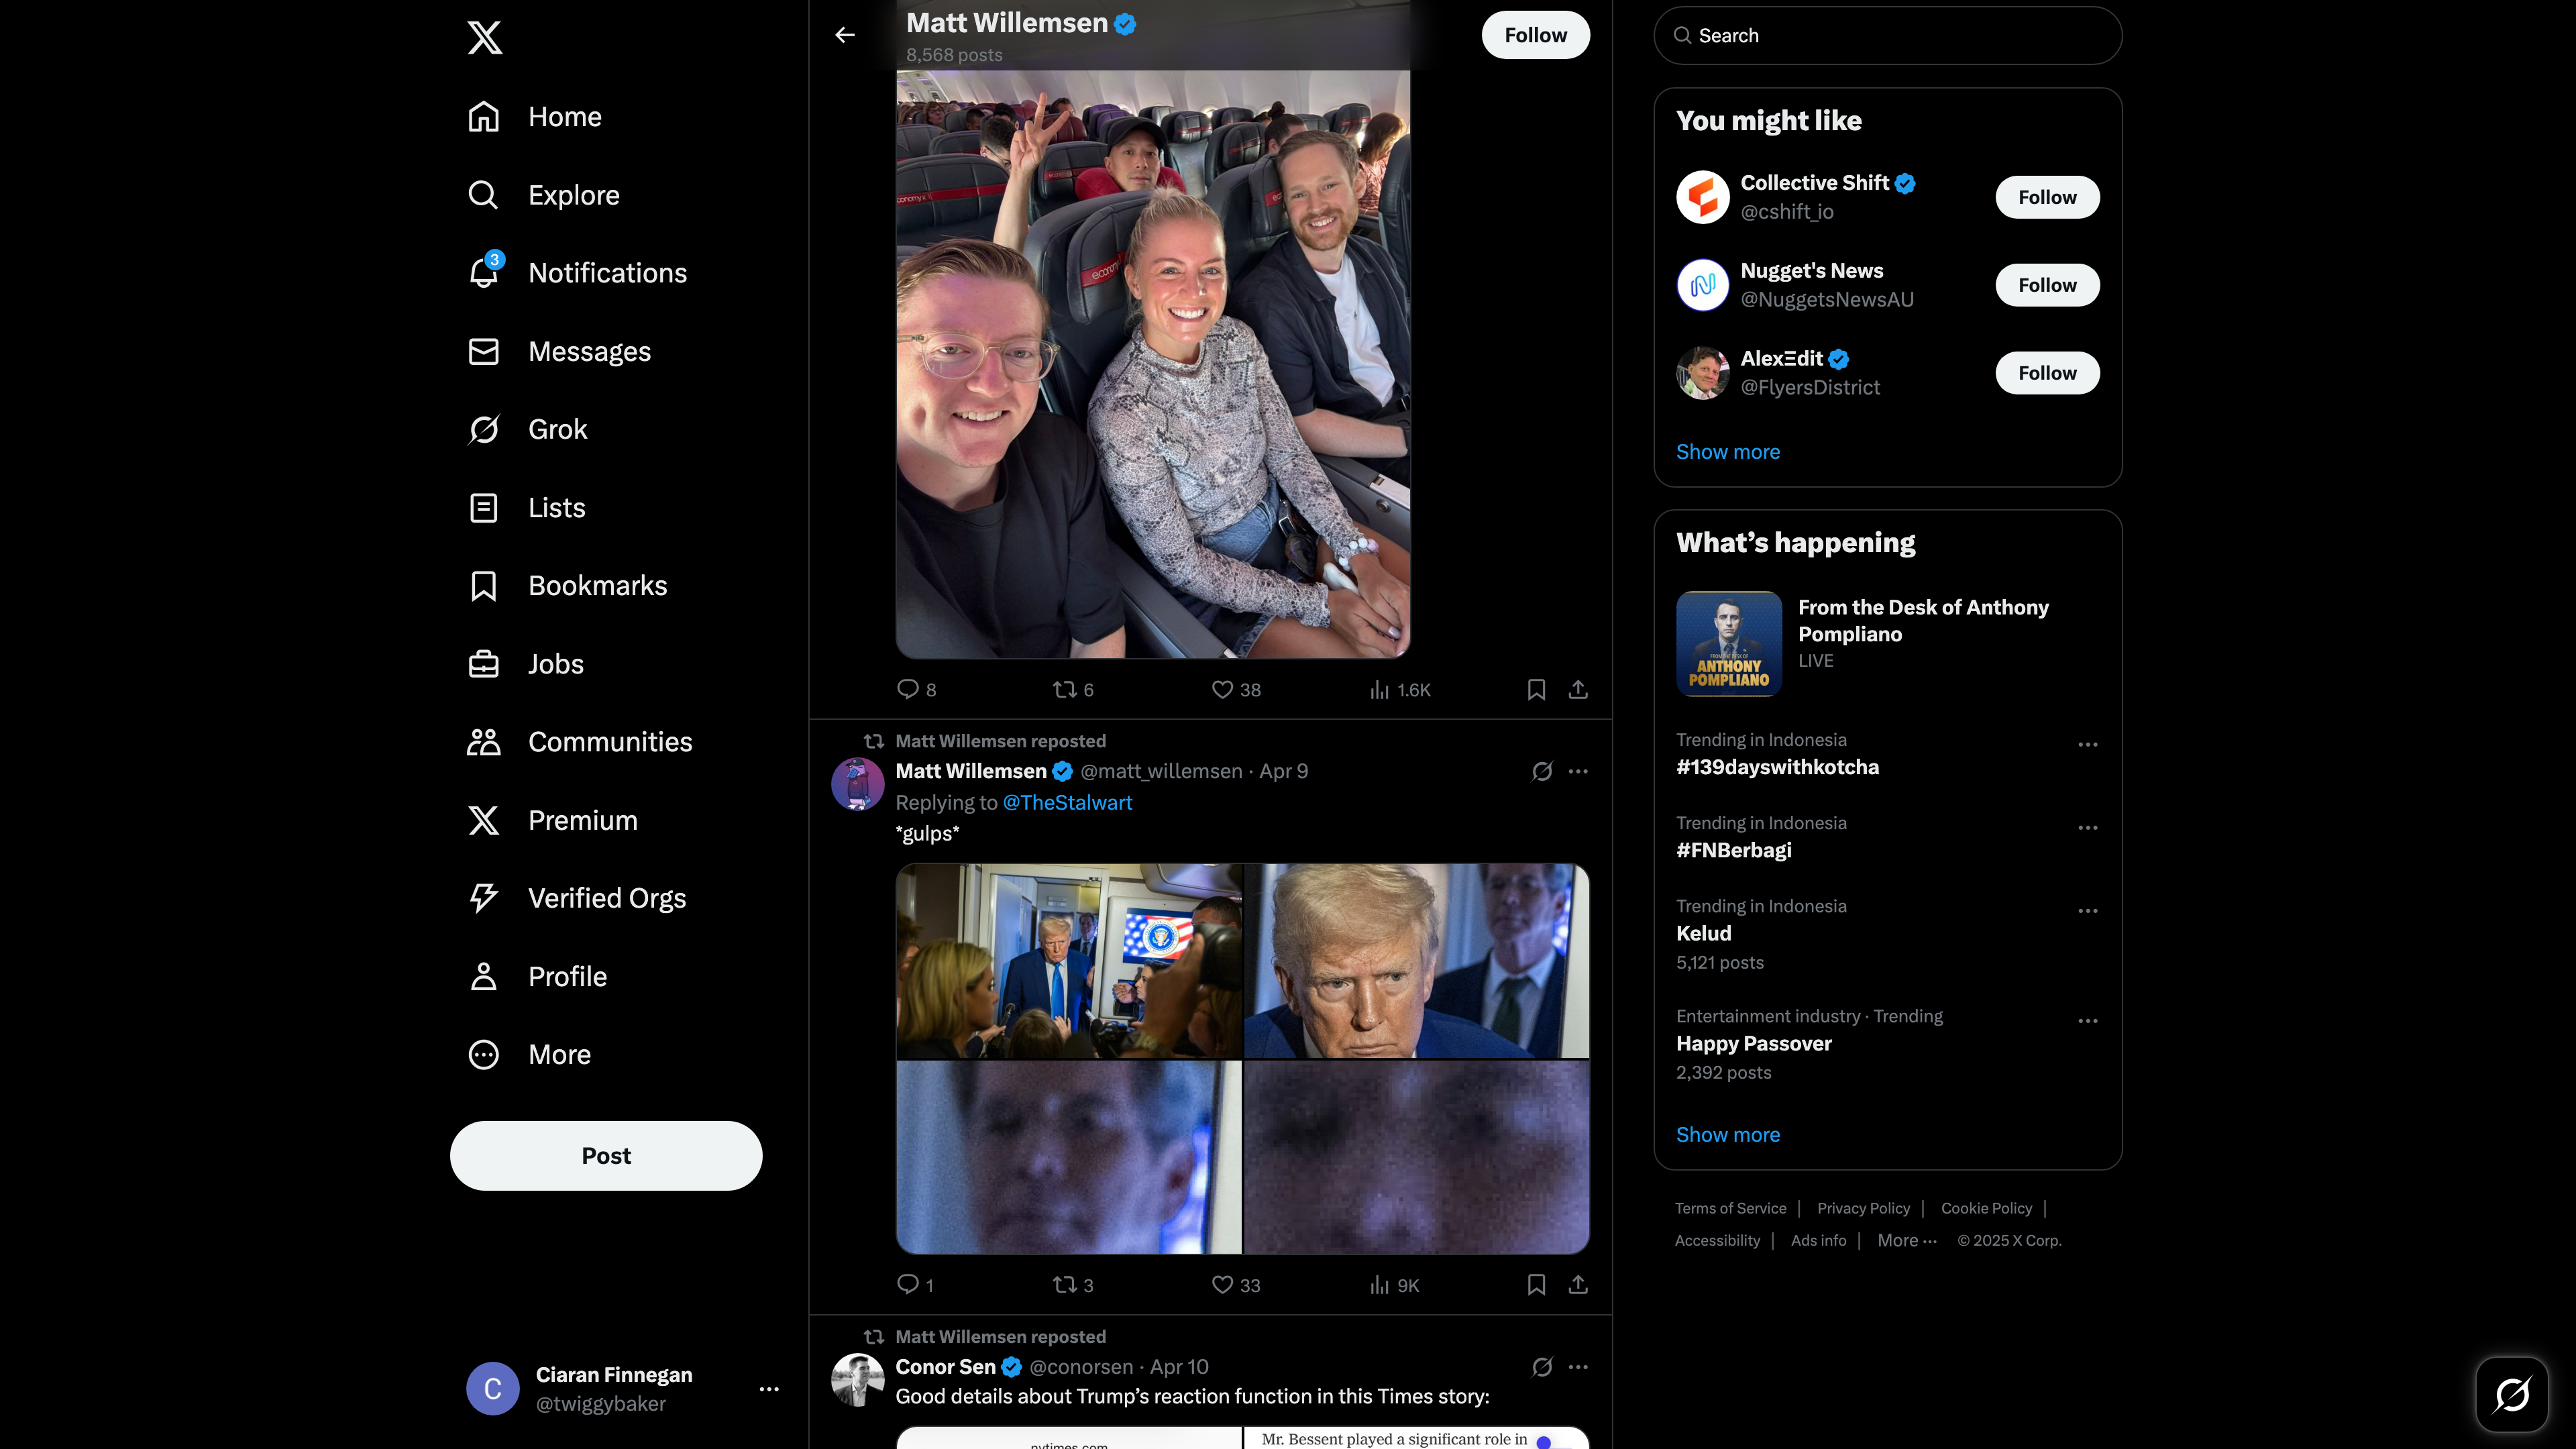 Home
Explore
3
Notifications
Messages
Grok
Lists
Bookmarks
Jobs
Communities
Premium
Verified Orgs
Profile
More
Post
C
Ciaran Finnegan
@twiggybaker
Matt Willemsen
8,568 posts
Follow
economy x
economy
8
6
38
1.6K
Matt Willemsen reposted
Matt Willemsen @matt_willemsen · Apr 9
Replying to @TheStalwart
*gulps*
1
3
33
9K
Matt Willemsen reposted
Conor Sen @conorsen · Apr 10
Good details about Trump’s reaction function in this Times story:
nytimes.com
Mr. Bessent played a significant role in
Search
You might like
Collective Shift
@cshift_io
Follow
Nugget's News
@NuggetsNewsAU
Follow
AlexΞdit
@FlyersDistrict
Follow
Show more
What’s happening
FROM THE DESK OF
ANTHONY
POMPLIANO
From the Desk of Anthony
Pompliano
LIVE
Trending in Indonesia
#139dayswithkotcha
Trending in Indonesia
#FNBerbagi
Trending in Indonesia
Kelud
5,121 posts
Entertainment industry · Trending
Happy Passover
2,392 posts
Show more
Terms of Service | Privacy Policy | Cookie Policy |
Accessibility | Ads info | More ··· © 2025 X Corp.